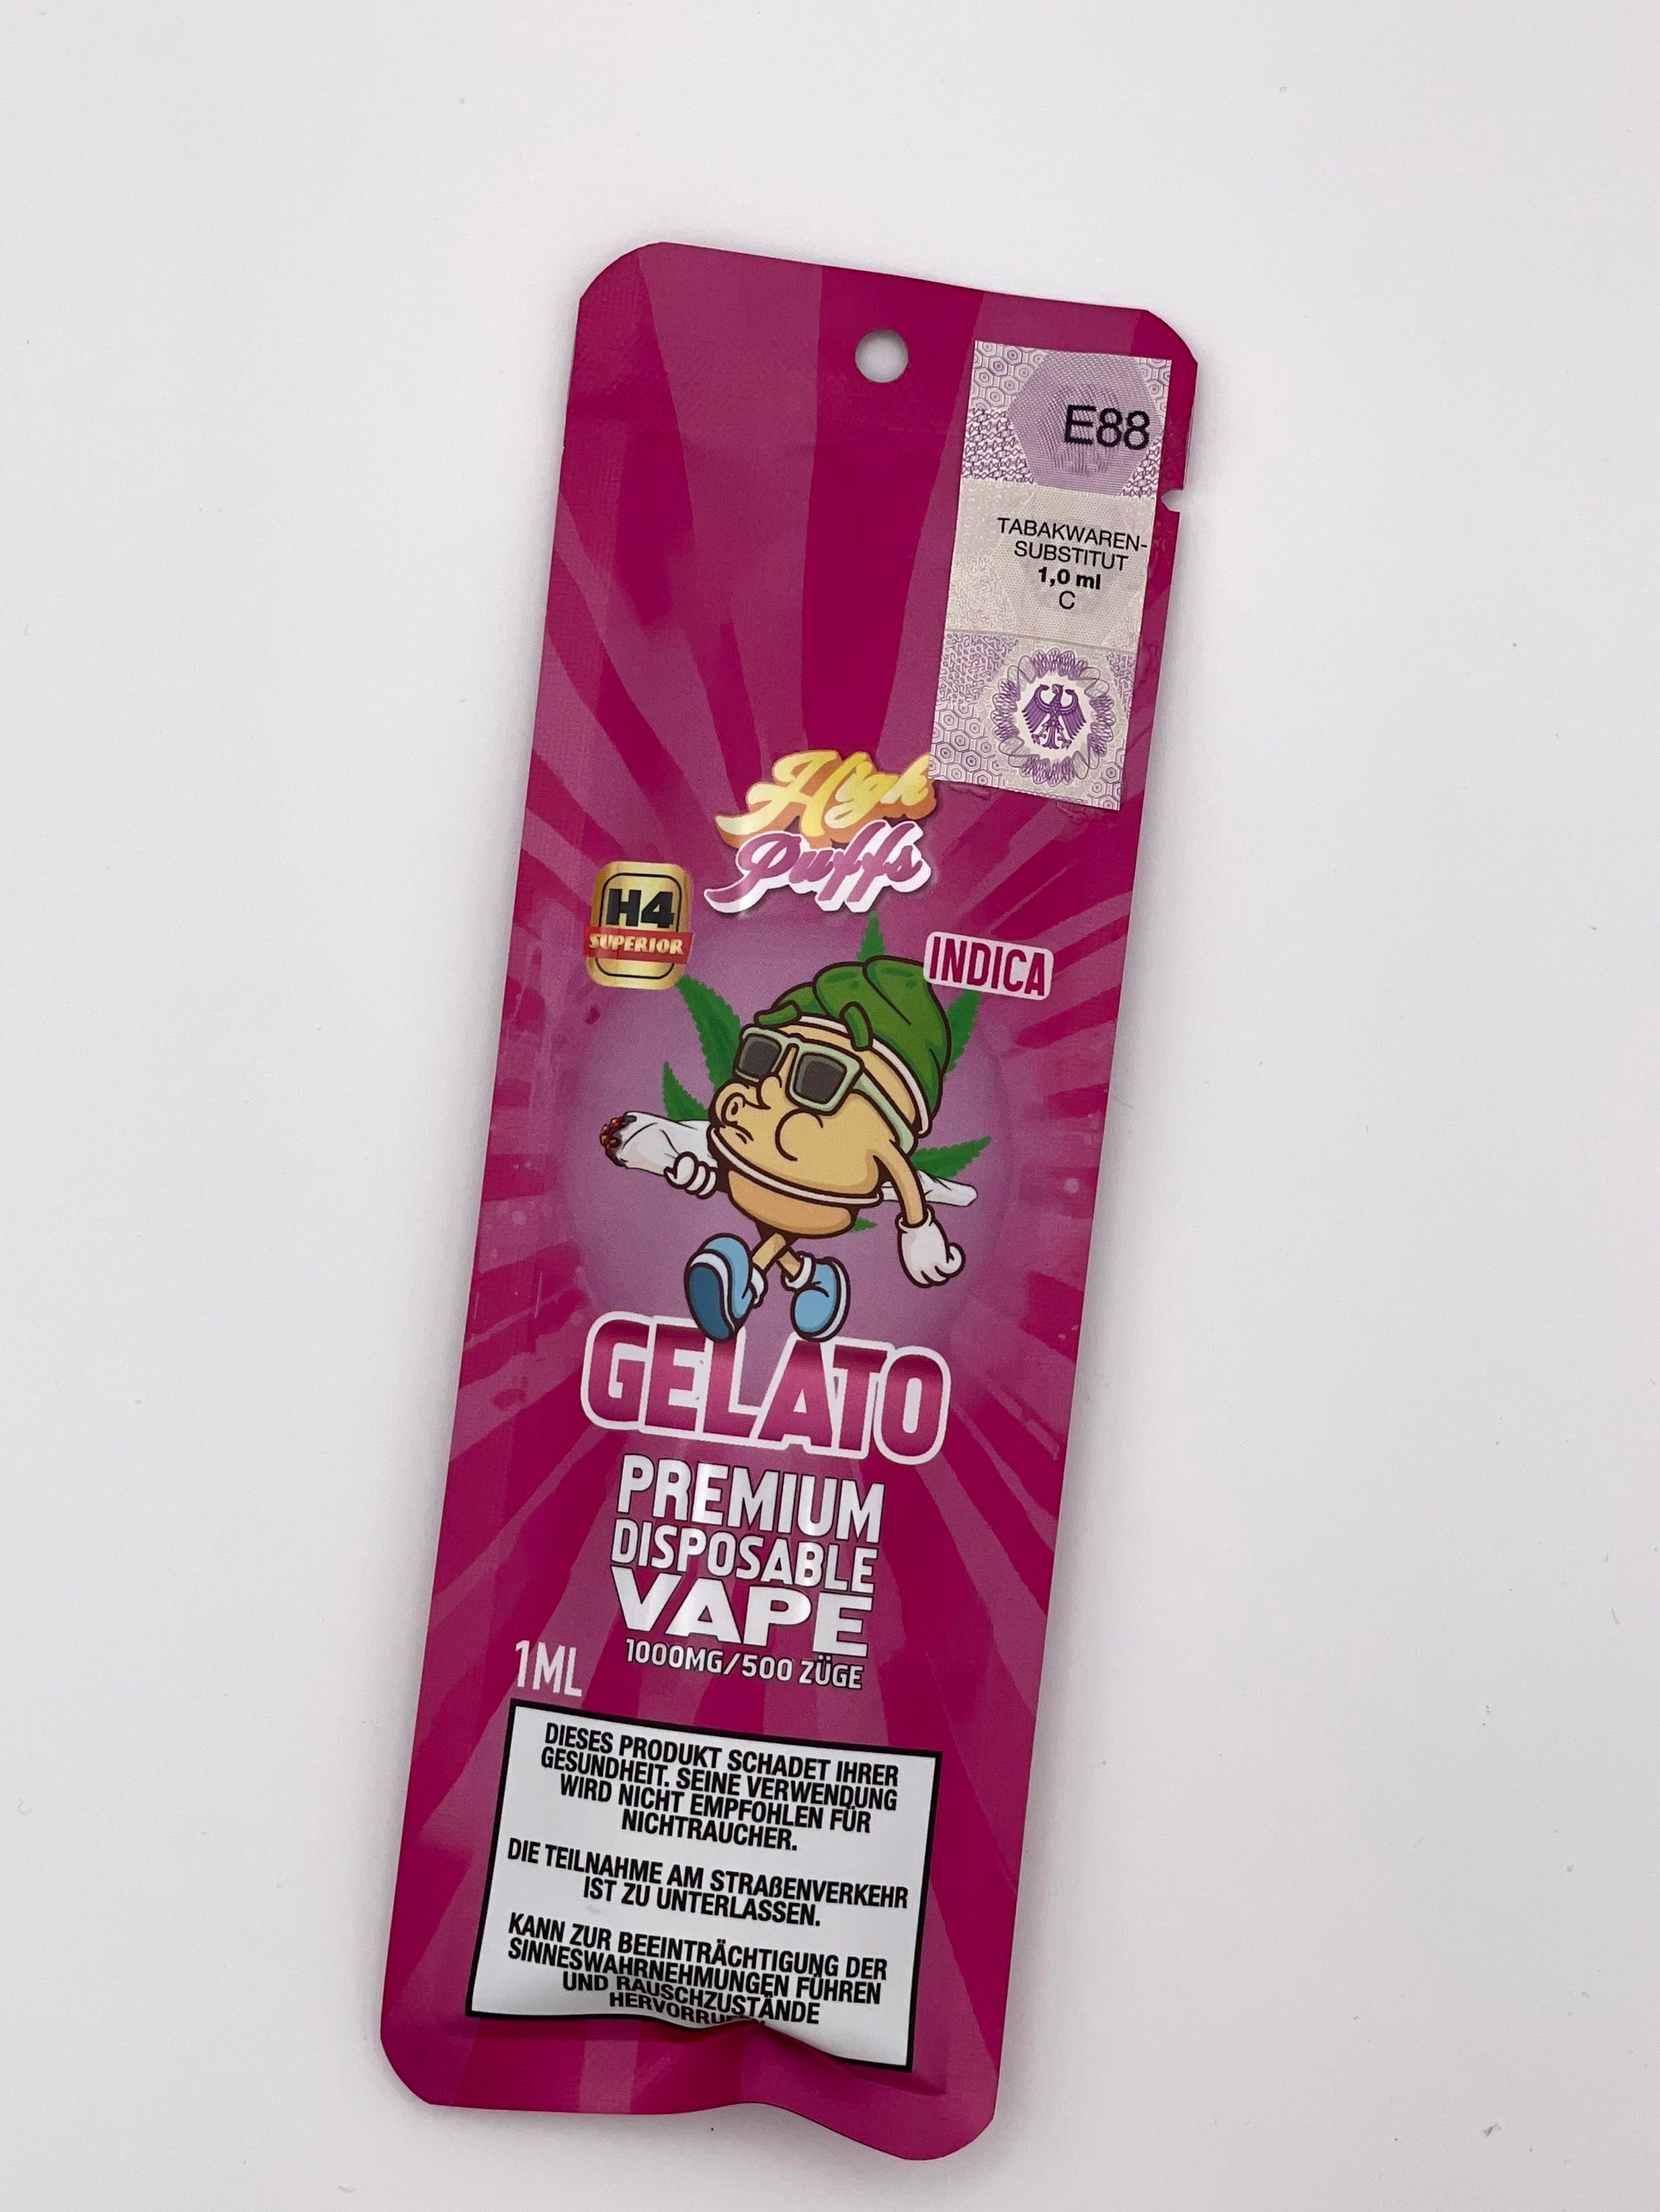 E88
TABAKWAREN-
SUBSTITUT
1,0 ml
C
High
Puffs
H4
SUPERIOR
INDICA
GELATO
PREMIUM
DISPOSABLE
VAPE
1000MG/500 ZÜGE
1ML
DIESES PRODUKT SCHADET IHRER
GESUNDHEIT. SEINE VERWENDUNG
WIRD NICHT EMPFOHLEN FÜR
NICHTRAUCHER.
DIE TEILNAHME AM STRAßENVERKEHR
IST ZU UNTERLASSEN.
KANN ZUR BEEINTRÄCHTIGUNG DER
SINNESWAHRNEHMUNGEN FÜHREN
UND RAUSCHZUSTÄNDE